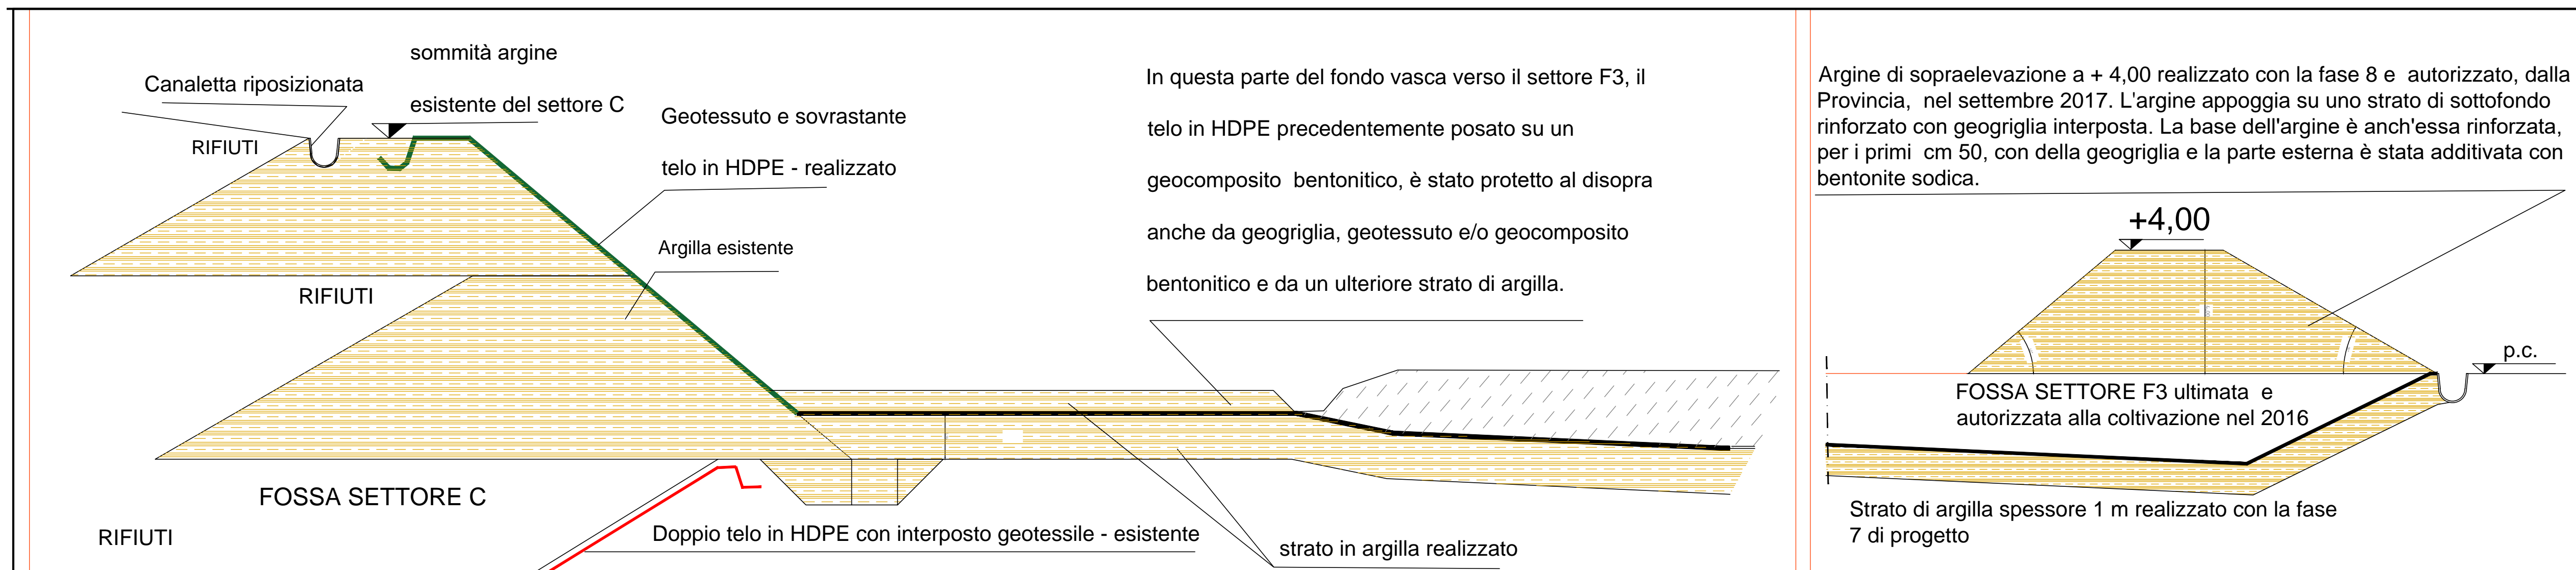 sommità argine
esistente del settore C
Canaletta riposizionata
RIFIUTI
Geotessuto e sovrastante
telo in HDPE - realizzato
Argilla esistente
RIFIUTI
FOSSA SETTORE C
RIFIUTI
Doppio telo in HDPE con interposto geotessile - esistente
strato in argilla realizzato
In questa parte del fondo vasca verso il settore F3, il
telo in HDPE precedentemente posato su un
geocomposito bentonitico, è stato protetto al disopra
anche da geogriglia, geotessuto e/o geocomposito
bentonitico e da un ulteriore strato di argilla.
Argine di sopraelevazione a + 4,00 realizzato con la fase 8 e autorizzato, dalla
Provincia, nel settembre 2017. L'argine appoggia su uno strato di sottofondo
rinforzato con geogriglia interposta. La base dell'argine è anch'essa rinforzata,
per i primi cm 50, con della geogriglia e la parte esterna è stata additivata con
bentonite sodica.
+4,00
p.c.
FOSSA SETTORE F3 ultimata e
autorizzata alla coltivazione nel 2016
Strato di argilla spessore 1 m realizzato con la fase
7 di progetto